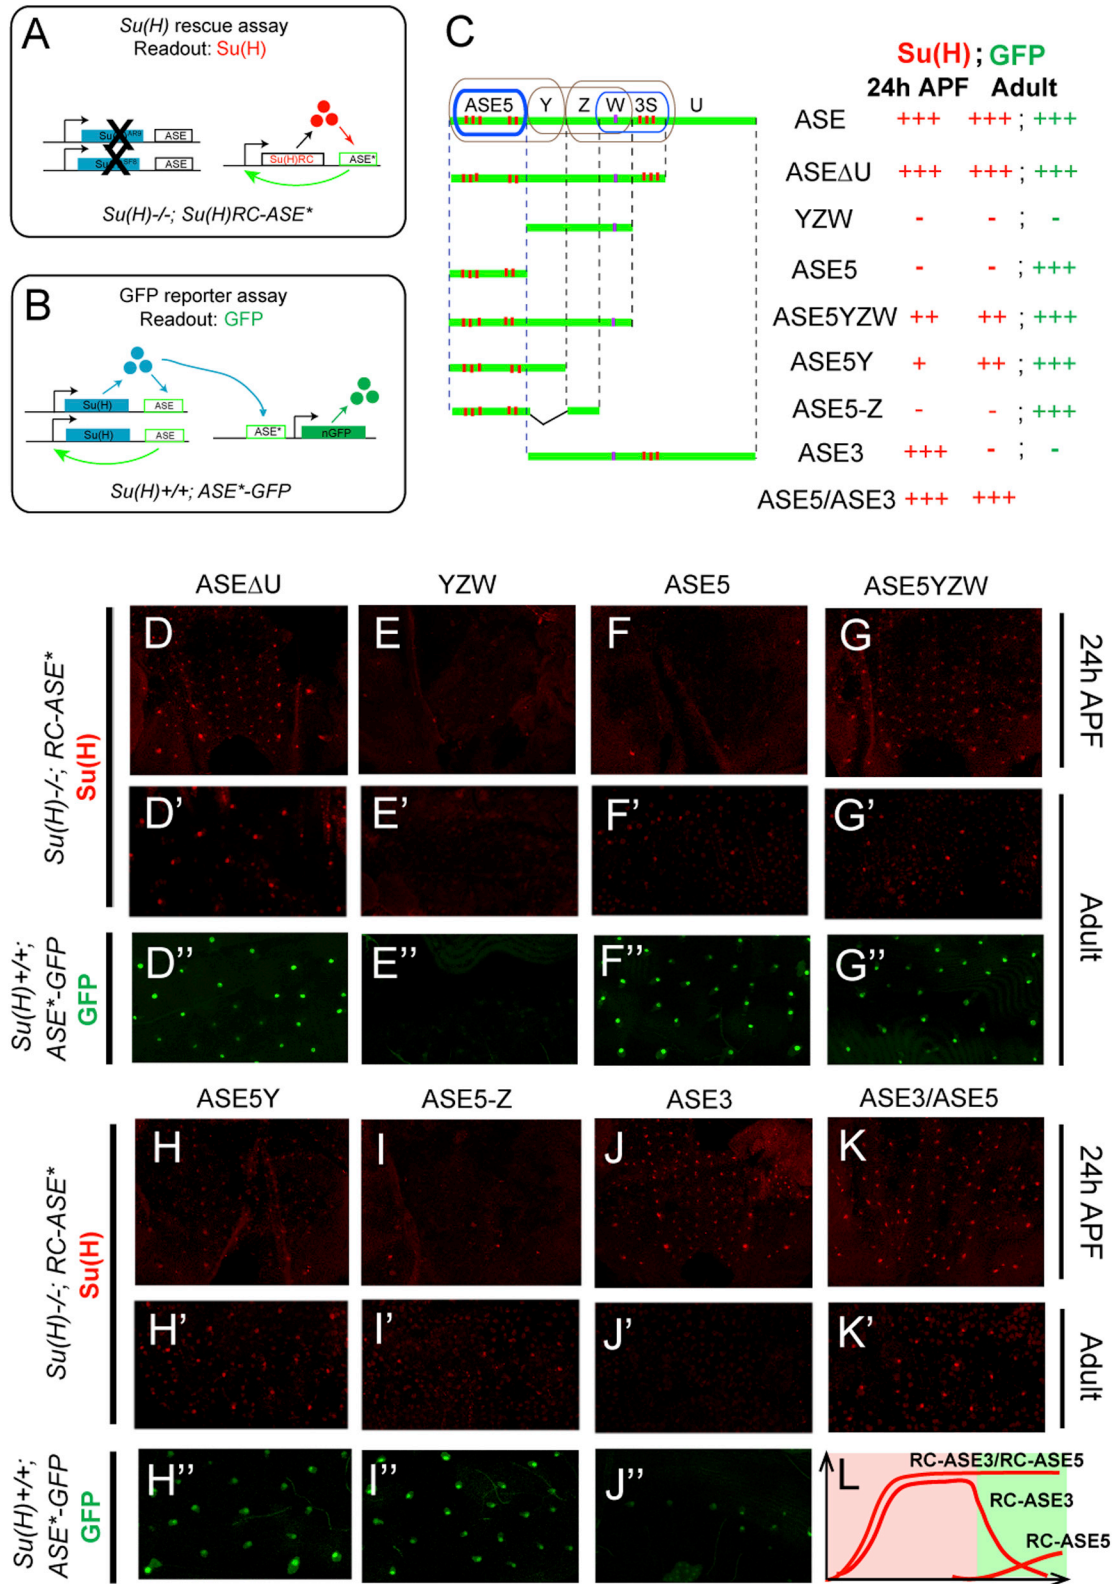 A
Su(H) rescue assay
Readout: Su(H)
ASE
ASE
Su(H)RC
ASE*
Su(H)-/-; Su(H)RC-ASE*
B
GFP reporter assay
Readout: GFP
Su(H)
ASE
Su(H)
ASE
ASE*
nGFP
Su(H)+/+; ASE*-GFP
C
Su(H) ; GFP
24h APF Adult
ASE5 Y Z W 3S U
ASE +++ +++ ; +++
ASEΔU +++ +++ ; +++
YZW - - ; -
ASE5 - - ; +++
ASE5YZW ++ ++ ; +++
ASE5Y + ++ ; +++
ASE5-Z - - ; +++
ASE3 +++ - ; -
ASE5/ASE3 +++ +++
ASEΔU YZW ASE5 ASE5YZW
Su(H)-/-; RC-ASE*
Su(H)
D E F G
24h APF
D' E' F' G'
Adult
Su(H)+/+;
ASE*-GFP
GFP
D'' E'' F'' G''
ASE5Y ASE5-Z ASE3 ASE3/ASE5
Su(H)-/-; RC-ASE*
Su(H)
H I J K
24h APF
H' I' J' K'
Adult
Su(H)+/+;
ASE*-GFP
GFP
H'' I'' J'' L
RC-ASE3/RC-ASE5
RC-ASE3
RC-ASE5